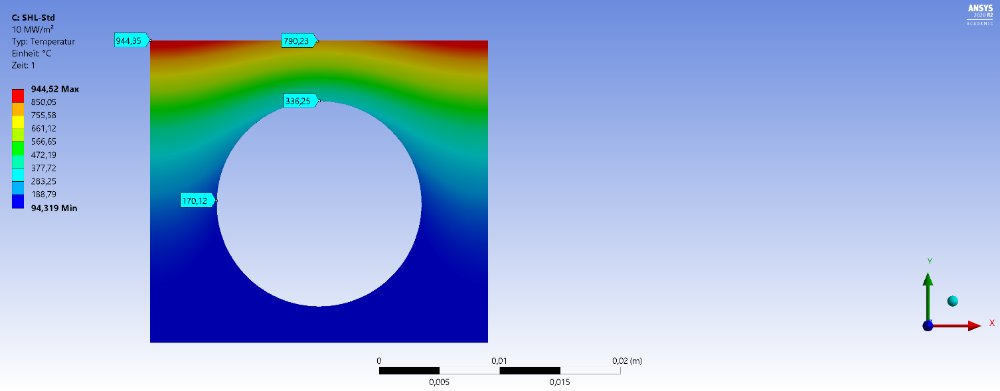 C: SHL-Std
10 MW/m²
Typ: Temperatur
Einheit: °C
Zeit: 1
944,52 Max
850,05
755,58
661,12
566,65
472,19
377,72
283,25
188,79
94,319 Min
944,35
790,23
336,25
170,12
ANSYS
2020 R2
ACADEMIC
Y
X
0
0,01
0,02 (m)
0,005
0,015